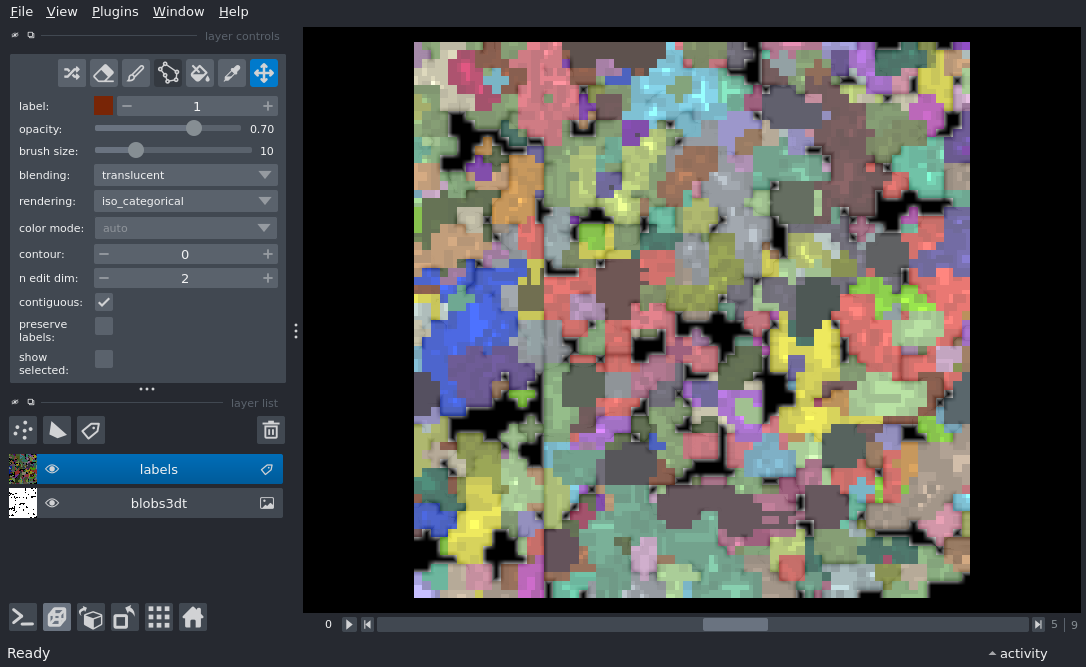 File View Plugins Window Help
layer controls
label: 1
opacity: 0.70
brush size: 10
blending: translucent
rendering: iso_categorical
color mode: auto
contour: 0
n edit dim: 2
contiguous:
preserve
labels:
show
selected:
layer list
labels
blobs3dt
0 5 | 9
Ready activity